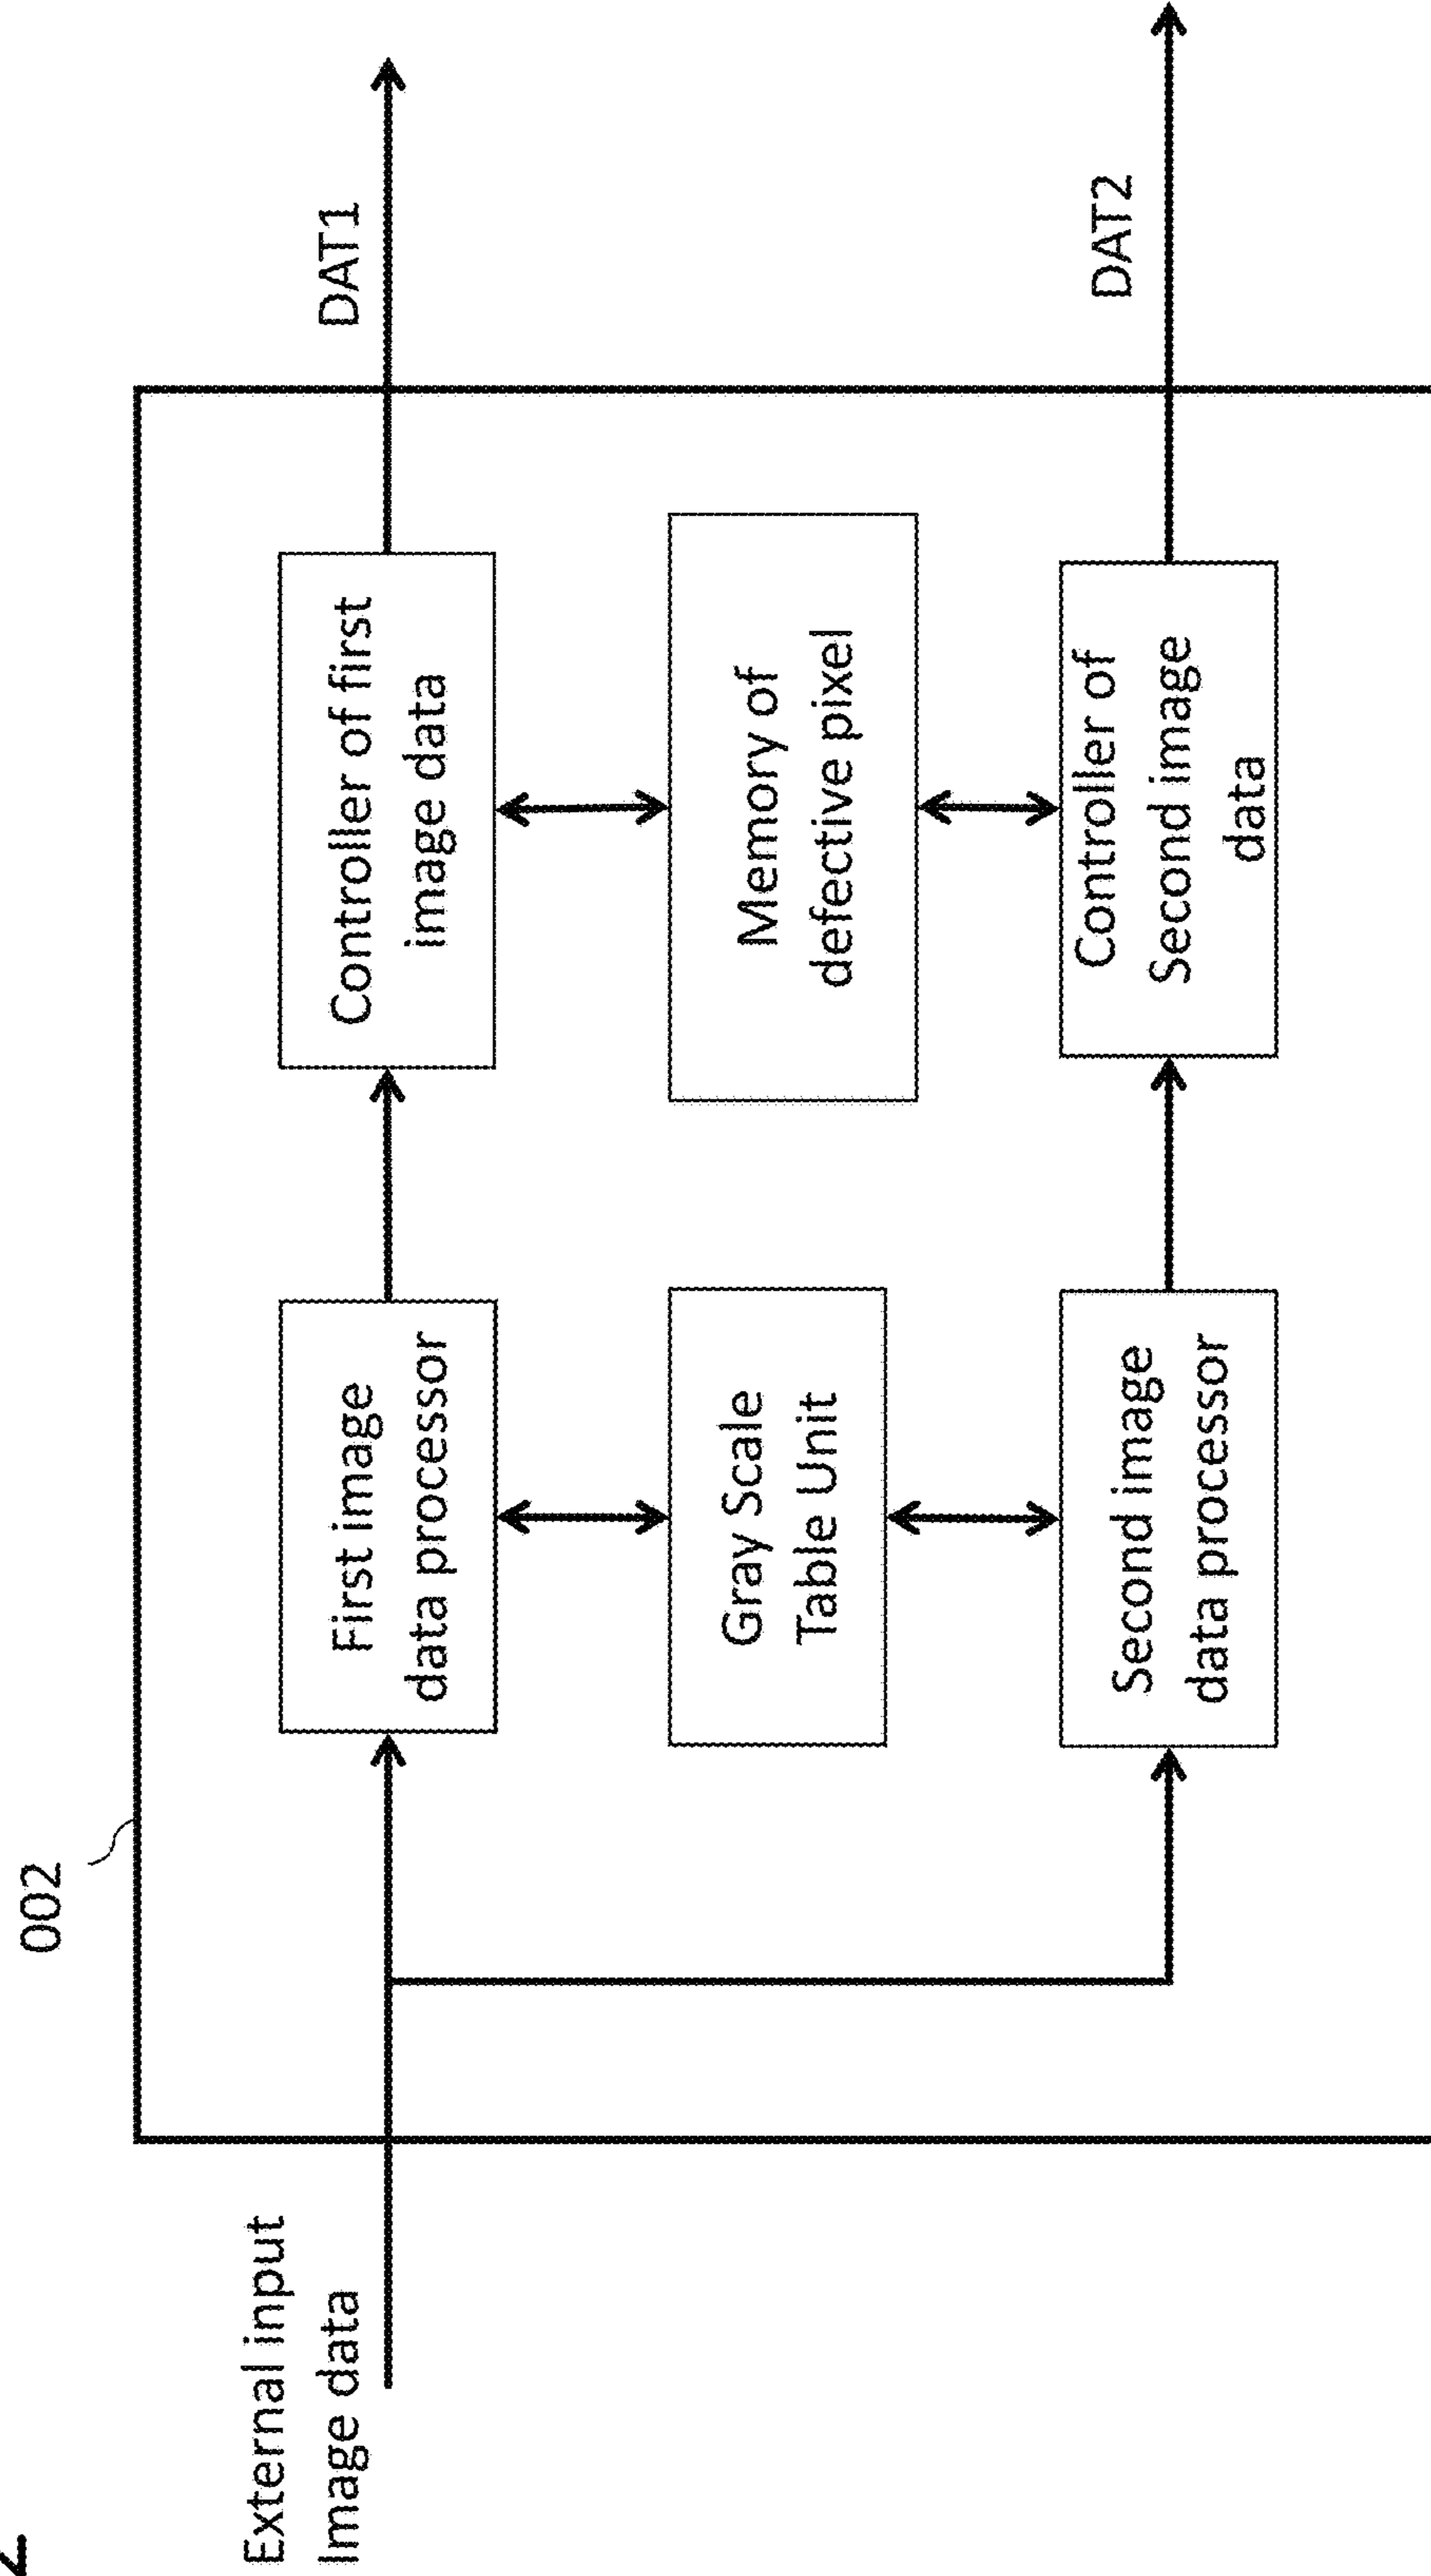 002
External input
Image data
First image
data processor
Controller of first
image data
DAT1
Gray Scale
Table Unit
Memory of
defective pixel
Second image
data processor
Controller of
Second image
data
DAT2